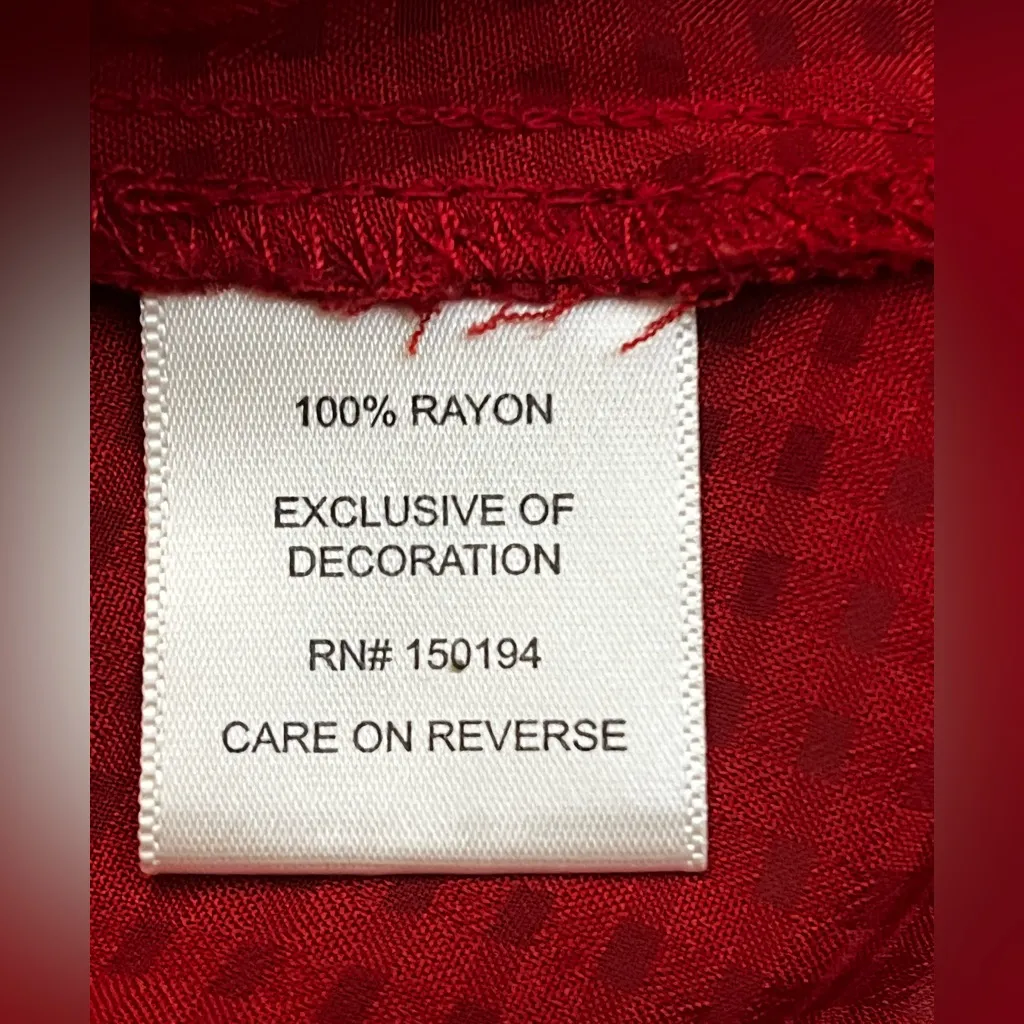 100% RAYON
EXCLUSIVE OF
DECORATION
RN# 150194
CARE ON REVERSE